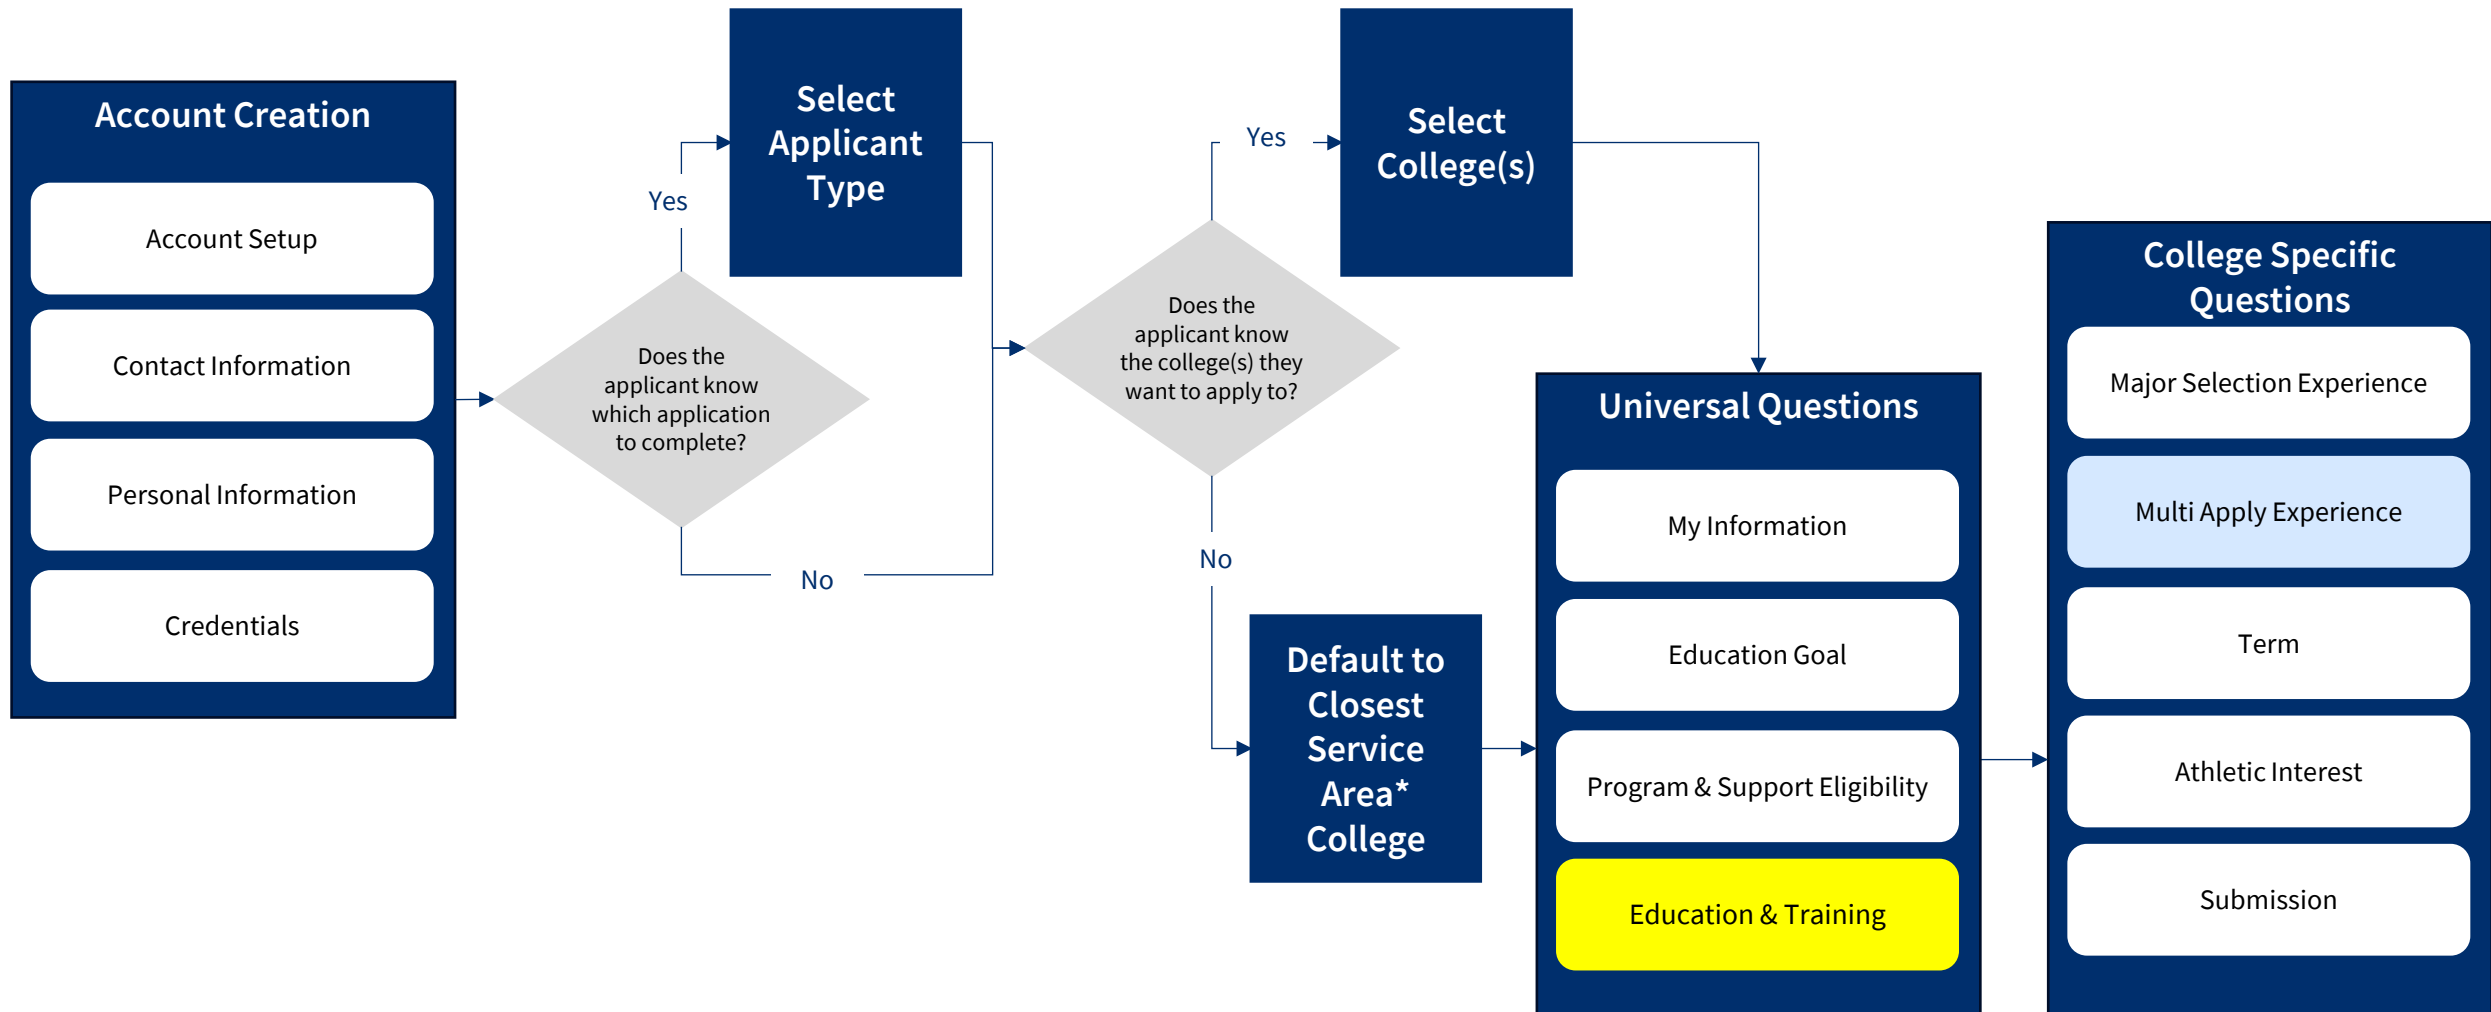 Account Creation
Account Setup
Contact Information
Personal Information
Credentials
Does the
applicant know
which application
to complete?
Yes
No
Select
Applicant
Type
Does the
applicant know
the college(s) they
want to apply to?
Yes
No
Select
College(s)
Default to
Closest
Service
Area*
College
Universal Questions
My Information
Education Goal
Program & Support Eligibility
Education & Training
College Specific
Questions
Major Selection Experience
Multi Apply Experience
Term
Athletic Interest
Submission